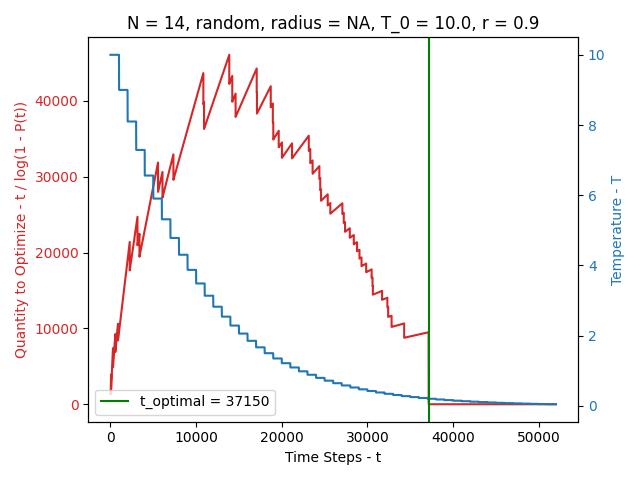 N = 14, random, radius = NA, T_0 = 10.0, r = 0.9
Quantity to Optimize - t / log(1 - P(t))
40000
30000
20000
10000
0
10
8
6
4
2
0
Temperature - T
t_optimal = 37150
0 10000 20000 30000 40000 50000
Time Steps - t